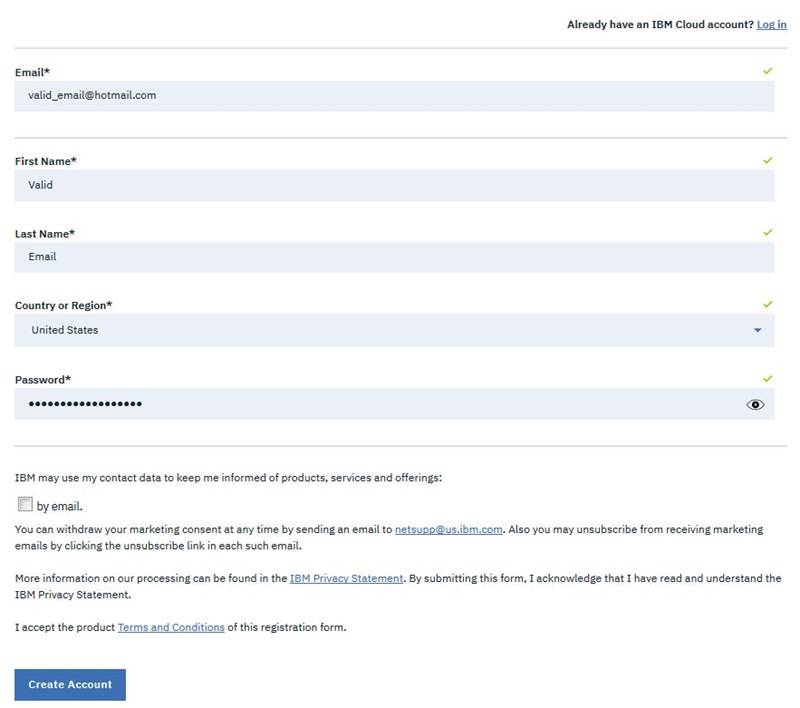 Already have an IBM Cloud account? Log in
Email*
valid_email@hotmail.com
First Name*
Valid
Last Name*
Email
Country or Region*
United States
Password*
••••••••••••••••••
IBM may use my contact data to keep me informed of products, services and offerings:
by email.
You can withdraw your marketing consent at any time by sending an email to netsupp@us.ibm.com. Also you may unsubscribe from receiving marketing
emails by clicking the unsubscribe link in each such email.
More information on our processing can be found in the IBM Privacy Statement. By submitting this form, I acknowledge that I have read and understand the
IBM Privacy Statement.
I accept the product Terms and Conditions of this registration form.
Create Account